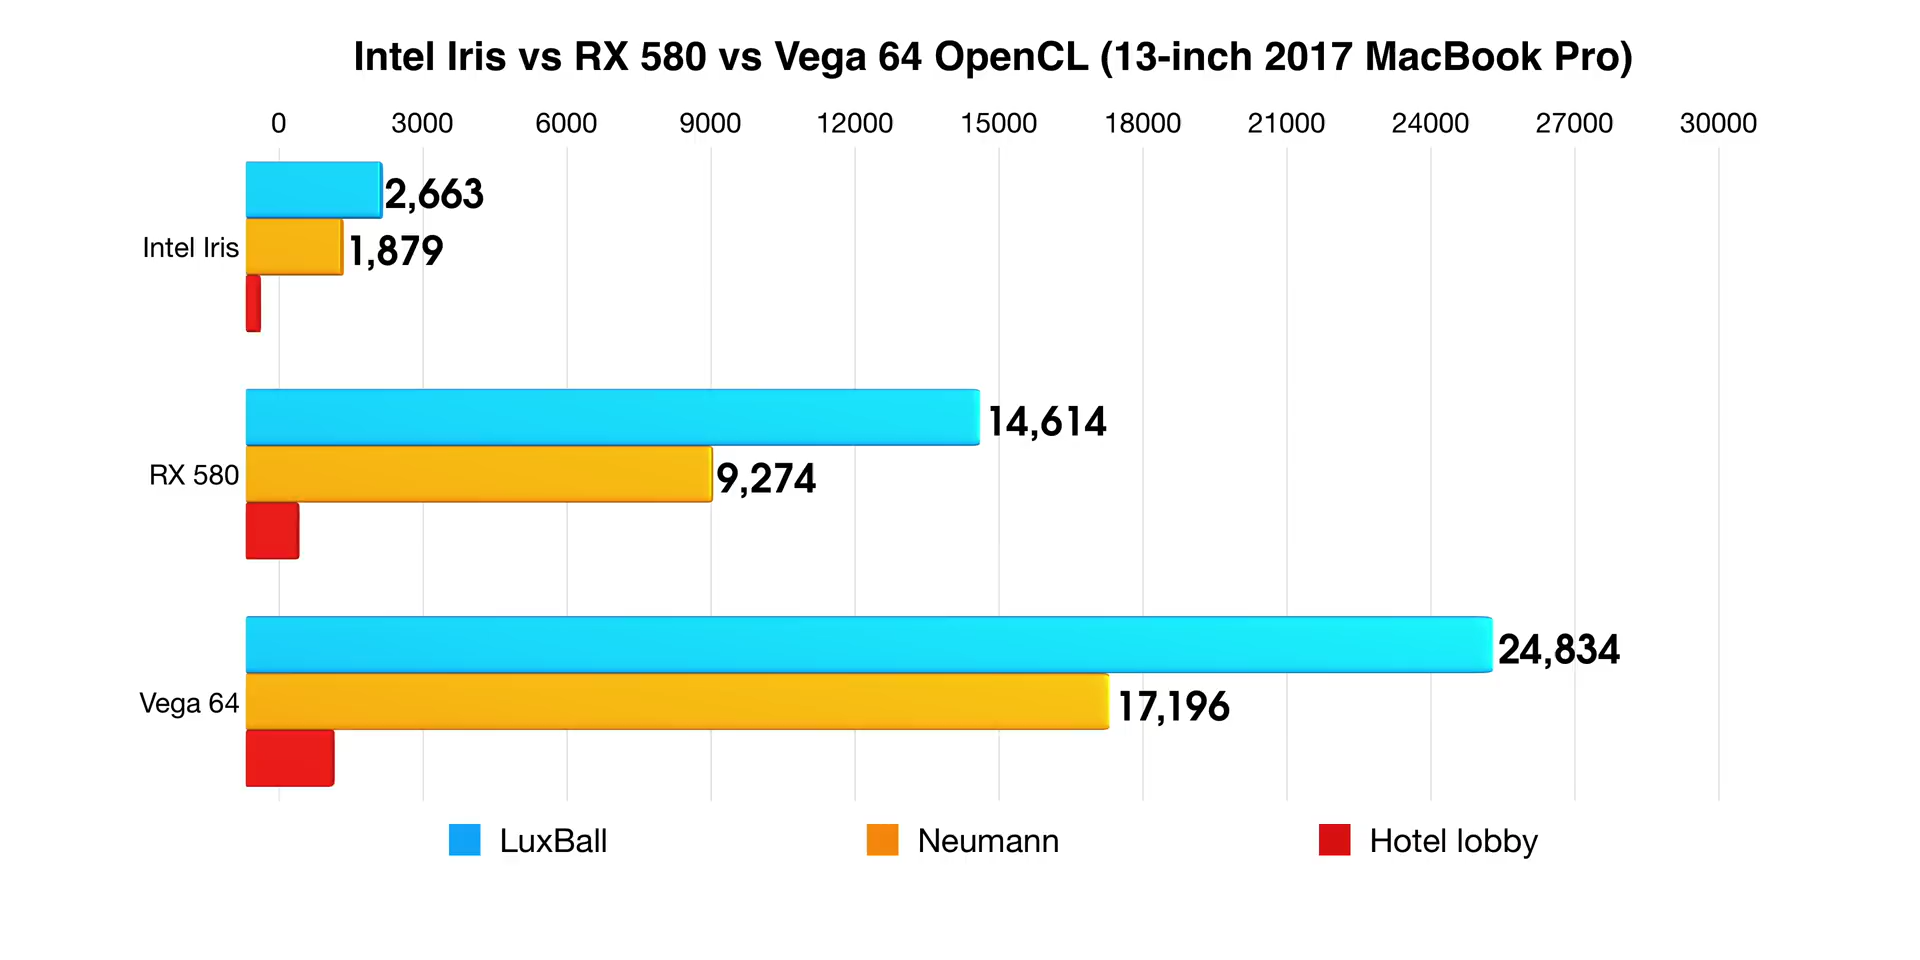 Intel Iris vs RX 580 vs Vega 64 OpenCL (13-inch 2017 MacBook Pro)
0 3000 6000 9000 12000 15000 18000 21000 24000 27000 30000
2,663
Intel Iris
1,879
14,614
RX 580
9,274
24,834
Vega 64
17,196
LuxBall Neumann Hotel lobby